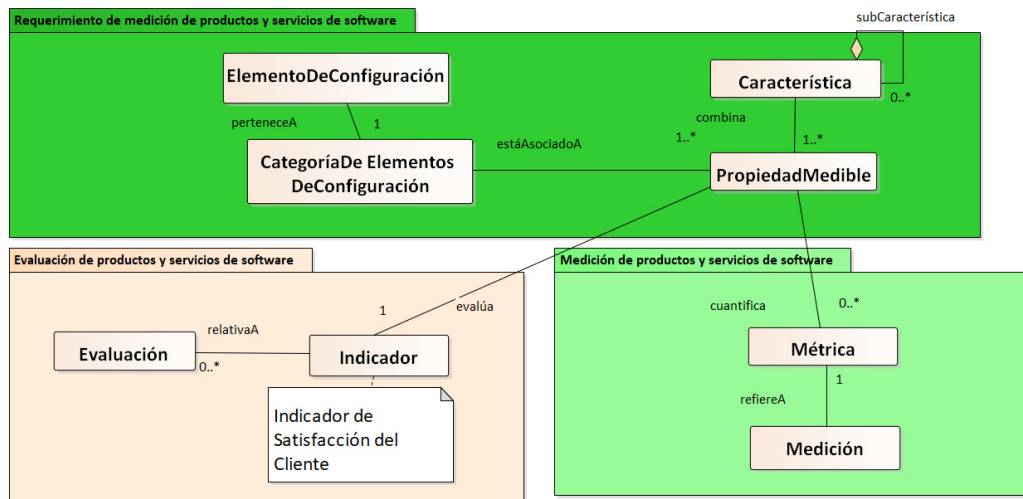 Requerimiento de medición de productos y servicios de software
subCaracterística
ElementoDeConfiguración
Característica
0..*
perteneceA
1
combina
CategoríaDe Elementos
DeConfiguración
estáAsociadoA
1..*
1..*
PropiedadMedible
Evaluación de productos y servicios de software
Medición de productos y servicios de software
1
evalúa
cuantifica
0..*
relativaA
Evaluación
0..*
Indicador
Métrica
1
refiereA
Indicador de
Satisfacción del
Cliente
Medición